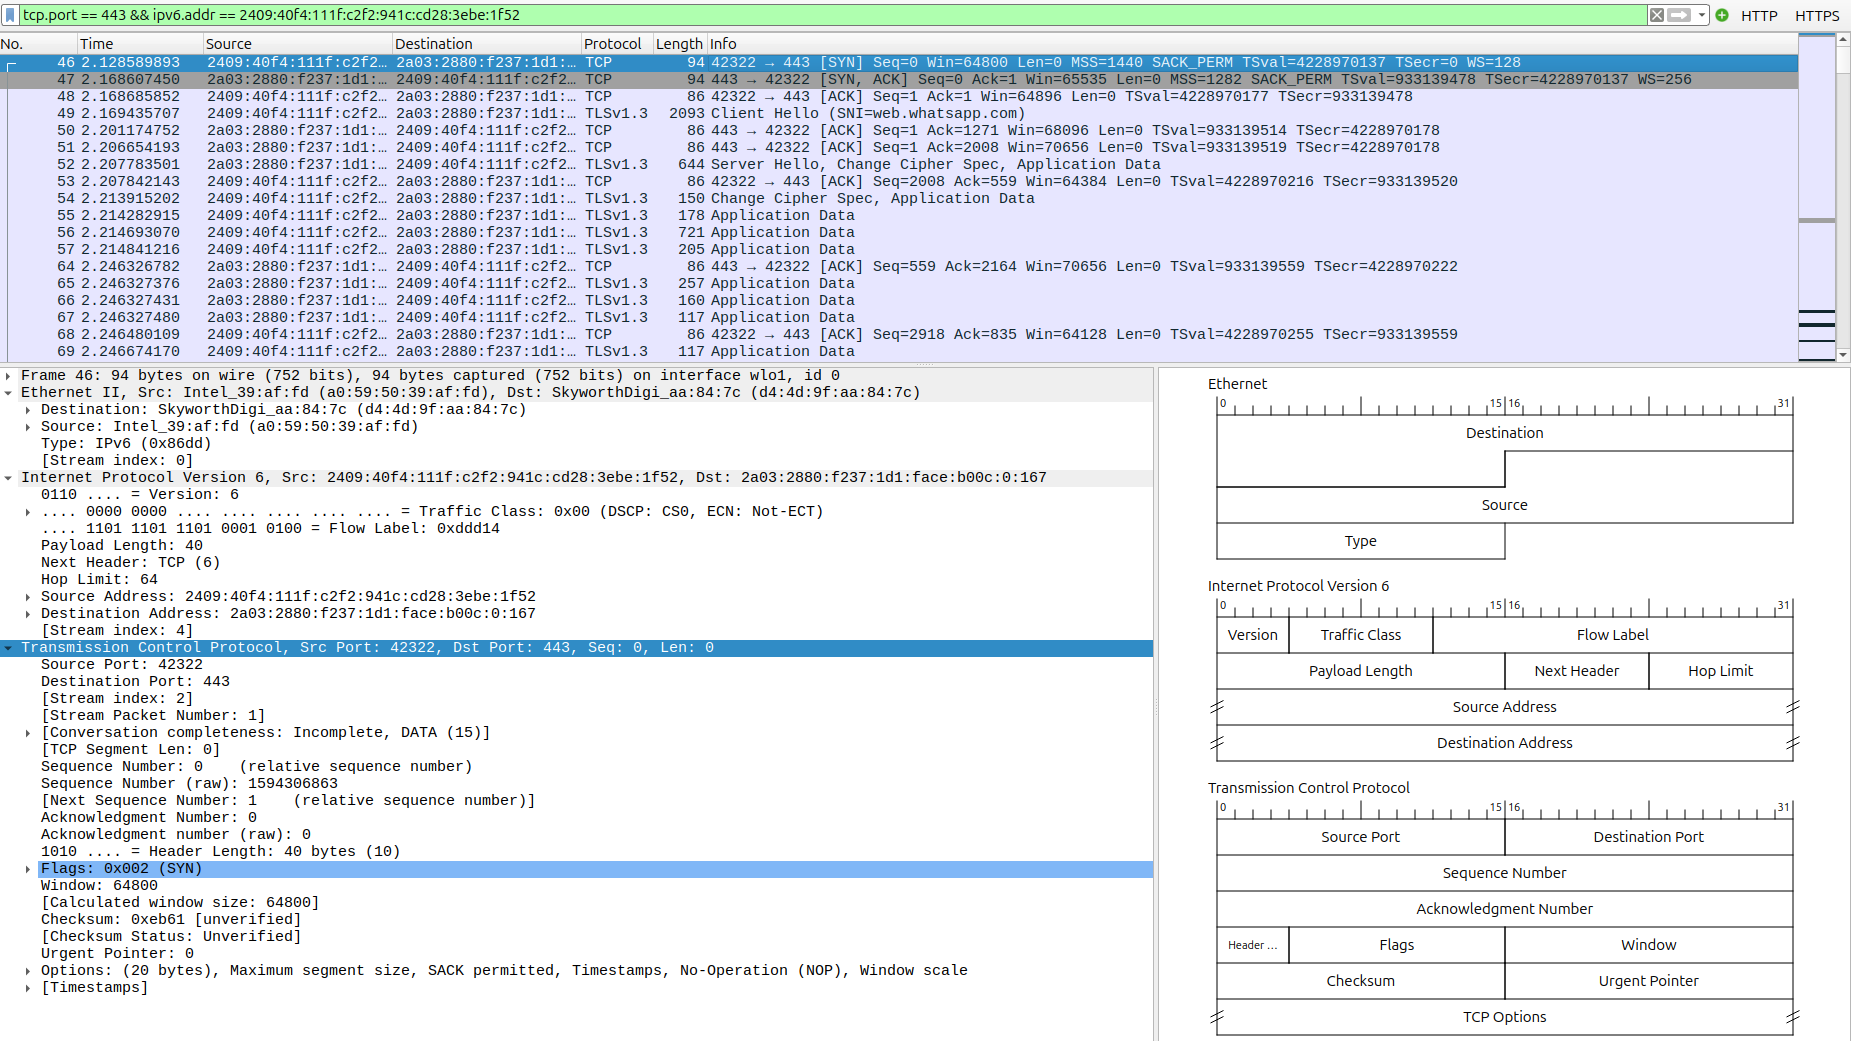 tcp.port == 443 && ipv6.addr == 2409:40f4:111f:c2f2:941c:cd28:3ebe:1f52
HTTP HTTPS
No. Time Source Destination Protocol Length Info
46 2.128589893 2409:40f4:111f:c2f2… 2a03:2880:f237:1d1:… TCP 94 42322 → 443 [SYN] Seq=0 Win=64800 Len=0 MSS=1440 SACK_PERM TSval=4228970137 TSecr=0 WS=128
47 2.168607450 2a03:2880:f237:1d1:… 2409:40f4:111f:c2f2… TCP 94 443 → 42322 [SYN, ACK] Seq=0 Ack=1 Win=65535 Len=0 MSS=1282 SACK_PERM TSval=933139478 TSecr=4228970137 WS=256
48 2.168685852 2409:40f4:111f:c2f2… 2a03:2880:f237:1d1:… TCP 86 42322 → 443 [ACK] Seq=1 Ack=1 Win=64896 Len=0 TSval=4228970177 TSecr=933139478
49 2.169435707 2409:40f4:111f:c2f2… 2a03:2880:f237:1d1:… TLSv1.3 2093 Client Hello (SNI=web.whatsapp.com)
50 2.201174752 2a03:2880:f237:1d1:… 2409:40f4:111f:c2f2… TCP 86 443 → 42322 [ACK] Seq=1 Ack=1271 Win=68096 Len=0 TSval=933139514 TSecr=4228970178
51 2.206654193 2a03:2880:f237:1d1:… 2409:40f4:111f:c2f2… TCP 86 443 → 42322 [ACK] Seq=1 Ack=2008 Win=70656 Len=0 TSval=933139519 TSecr=4228970178
52 2.207783501 2a03:2880:f237:1d1:… 2409:40f4:111f:c2f2… TLSv1.3 644 Server Hello, Change Cipher Spec, Application Data
53 2.207842143 2409:40f4:111f:c2f2… 2a03:2880:f237:1d1:… TCP 86 42322 → 443 [ACK] Seq=2008 Ack=559 Win=64384 Len=0 TSval=4228970216 TSecr=933139520
54 2.213915202 2409:40f4:111f:c2f2… 2a03:2880:f237:1d1:… TLSv1.3 150 Change Cipher Spec, Application Data
55 2.214282915 2409:40f4:111f:c2f2… 2a03:2880:f237:1d1:… TLSv1.3 178 Application Data
56 2.214693070 2409:40f4:111f:c2f2… 2a03:2880:f237:1d1:… TLSv1.3 721 Application Data
57 2.214841216 2409:40f4:111f:c2f2… 2a03:2880:f237:1d1:… TLSv1.3 205 Application Data
64 2.246326782 2a03:2880:f237:1d1:… 2409:40f4:111f:c2f2… TCP 86 443 → 42322 [ACK] Seq=559 Ack=2164 Win=70656 Len=0 TSval=933139559 TSecr=4228970222
65 2.246327376 2a03:2880:f237:1d1:… 2409:40f4:111f:c2f2… TLSv1.3 257 Application Data
66 2.246327431 2a03:2880:f237:1d1:… 2409:40f4:111f:c2f2… TLSv1.3 160 Application Data
67 2.246327480 2a03:2880:f237:1d1:… 2409:40f4:111f:c2f2… TLSv1.3 117 Application Data
68 2.246480109 2409:40f4:111f:c2f2… 2a03:2880:f237:1d1:… TCP 86 42322 → 443 [ACK] Seq=2918 Ack=835 Win=64128 Len=0 TSval=4228970255 TSecr=933139559
69 2.246674170 2409:40f4:111f:c2f2… 2a03:2880:f237:1d1:… TLSv1.3 117 Application Data
Frame 46: 94 bytes on wire (752 bits), 94 bytes captured (752 bits) on interface wlo1, id 0
Ethernet II, Src: Intel_39:af:fd (a0:59:50:39:af:fd), Dst: SkyworthDigi_aa:84:7c (d4:4d:9f:aa:84:7c)
Destination: SkyworthDigi_aa:84:7c (d4:4d:9f:aa:84:7c)
Source: Intel_39:af:fd (a0:59:50:39:af:fd)
Type: IPv6 (0x86dd)
[Stream index: 0]
Internet Protocol Version 6, Src: 2409:40f4:111f:c2f2:941c:cd28:3ebe:1f52, Dst: 2a03:2880:f237:1d1:face:b00c:0:167
0110 .... = Version: 6
.... 0000 0000 .... .... .... .... .... = Traffic Class: 0x00 (DSCP: CS0, ECN: Not-ECT)
.... 1101 1101 1101 0001 0100 = Flow Label: 0xddd14
Payload Length: 40
Next Header: TCP (6)
Hop Limit: 64
Source Address: 2409:40f4:111f:c2f2:941c:cd28:3ebe:1f52
Destination Address: 2a03:2880:f237:1d1:face:b00c:0:167
[Stream index: 4]
Transmission Control Protocol, Src Port: 42322, Dst Port: 443, Seq: 0, Len: 0
Source Port: 42322
Destination Port: 443
[Stream index: 2]
[Stream Packet Number: 1]
[Conversation completeness: Incomplete, DATA (15)]
[TCP Segment Len: 0]
Sequence Number: 0 (relative sequence number)
Sequence Number (raw): 1594306863
[Next Sequence Number: 1 (relative sequence number)]
Acknowledgment Number: 0
Acknowledgment number (raw): 0
1010 .... = Header Length: 40 bytes (10)
Flags: 0x002 (SYN)
Window: 64800
[Calculated window size: 64800]
Checksum: 0xeb61 [unverified]
[Checksum Status: Unverified]
Urgent Pointer: 0
Options: (20 bytes), Maximum segment size, SACK permitted, Timestamps, No-Operation (NOP), Window scale
[Timestamps]
Ethernet
0 15 16 31
Destination
Source
Type
Internet Protocol Version 6
0 15 16 31
Version Traffic Class Flow Label
Payload Length Next Header Hop Limit
Source Address
Destination Address
Transmission Control Protocol
0 15 16 31
Source Port Destination Port
Sequence Number
Acknowledgment Number
Header … Flags Window
Checksum Urgent Pointer
TCP Options